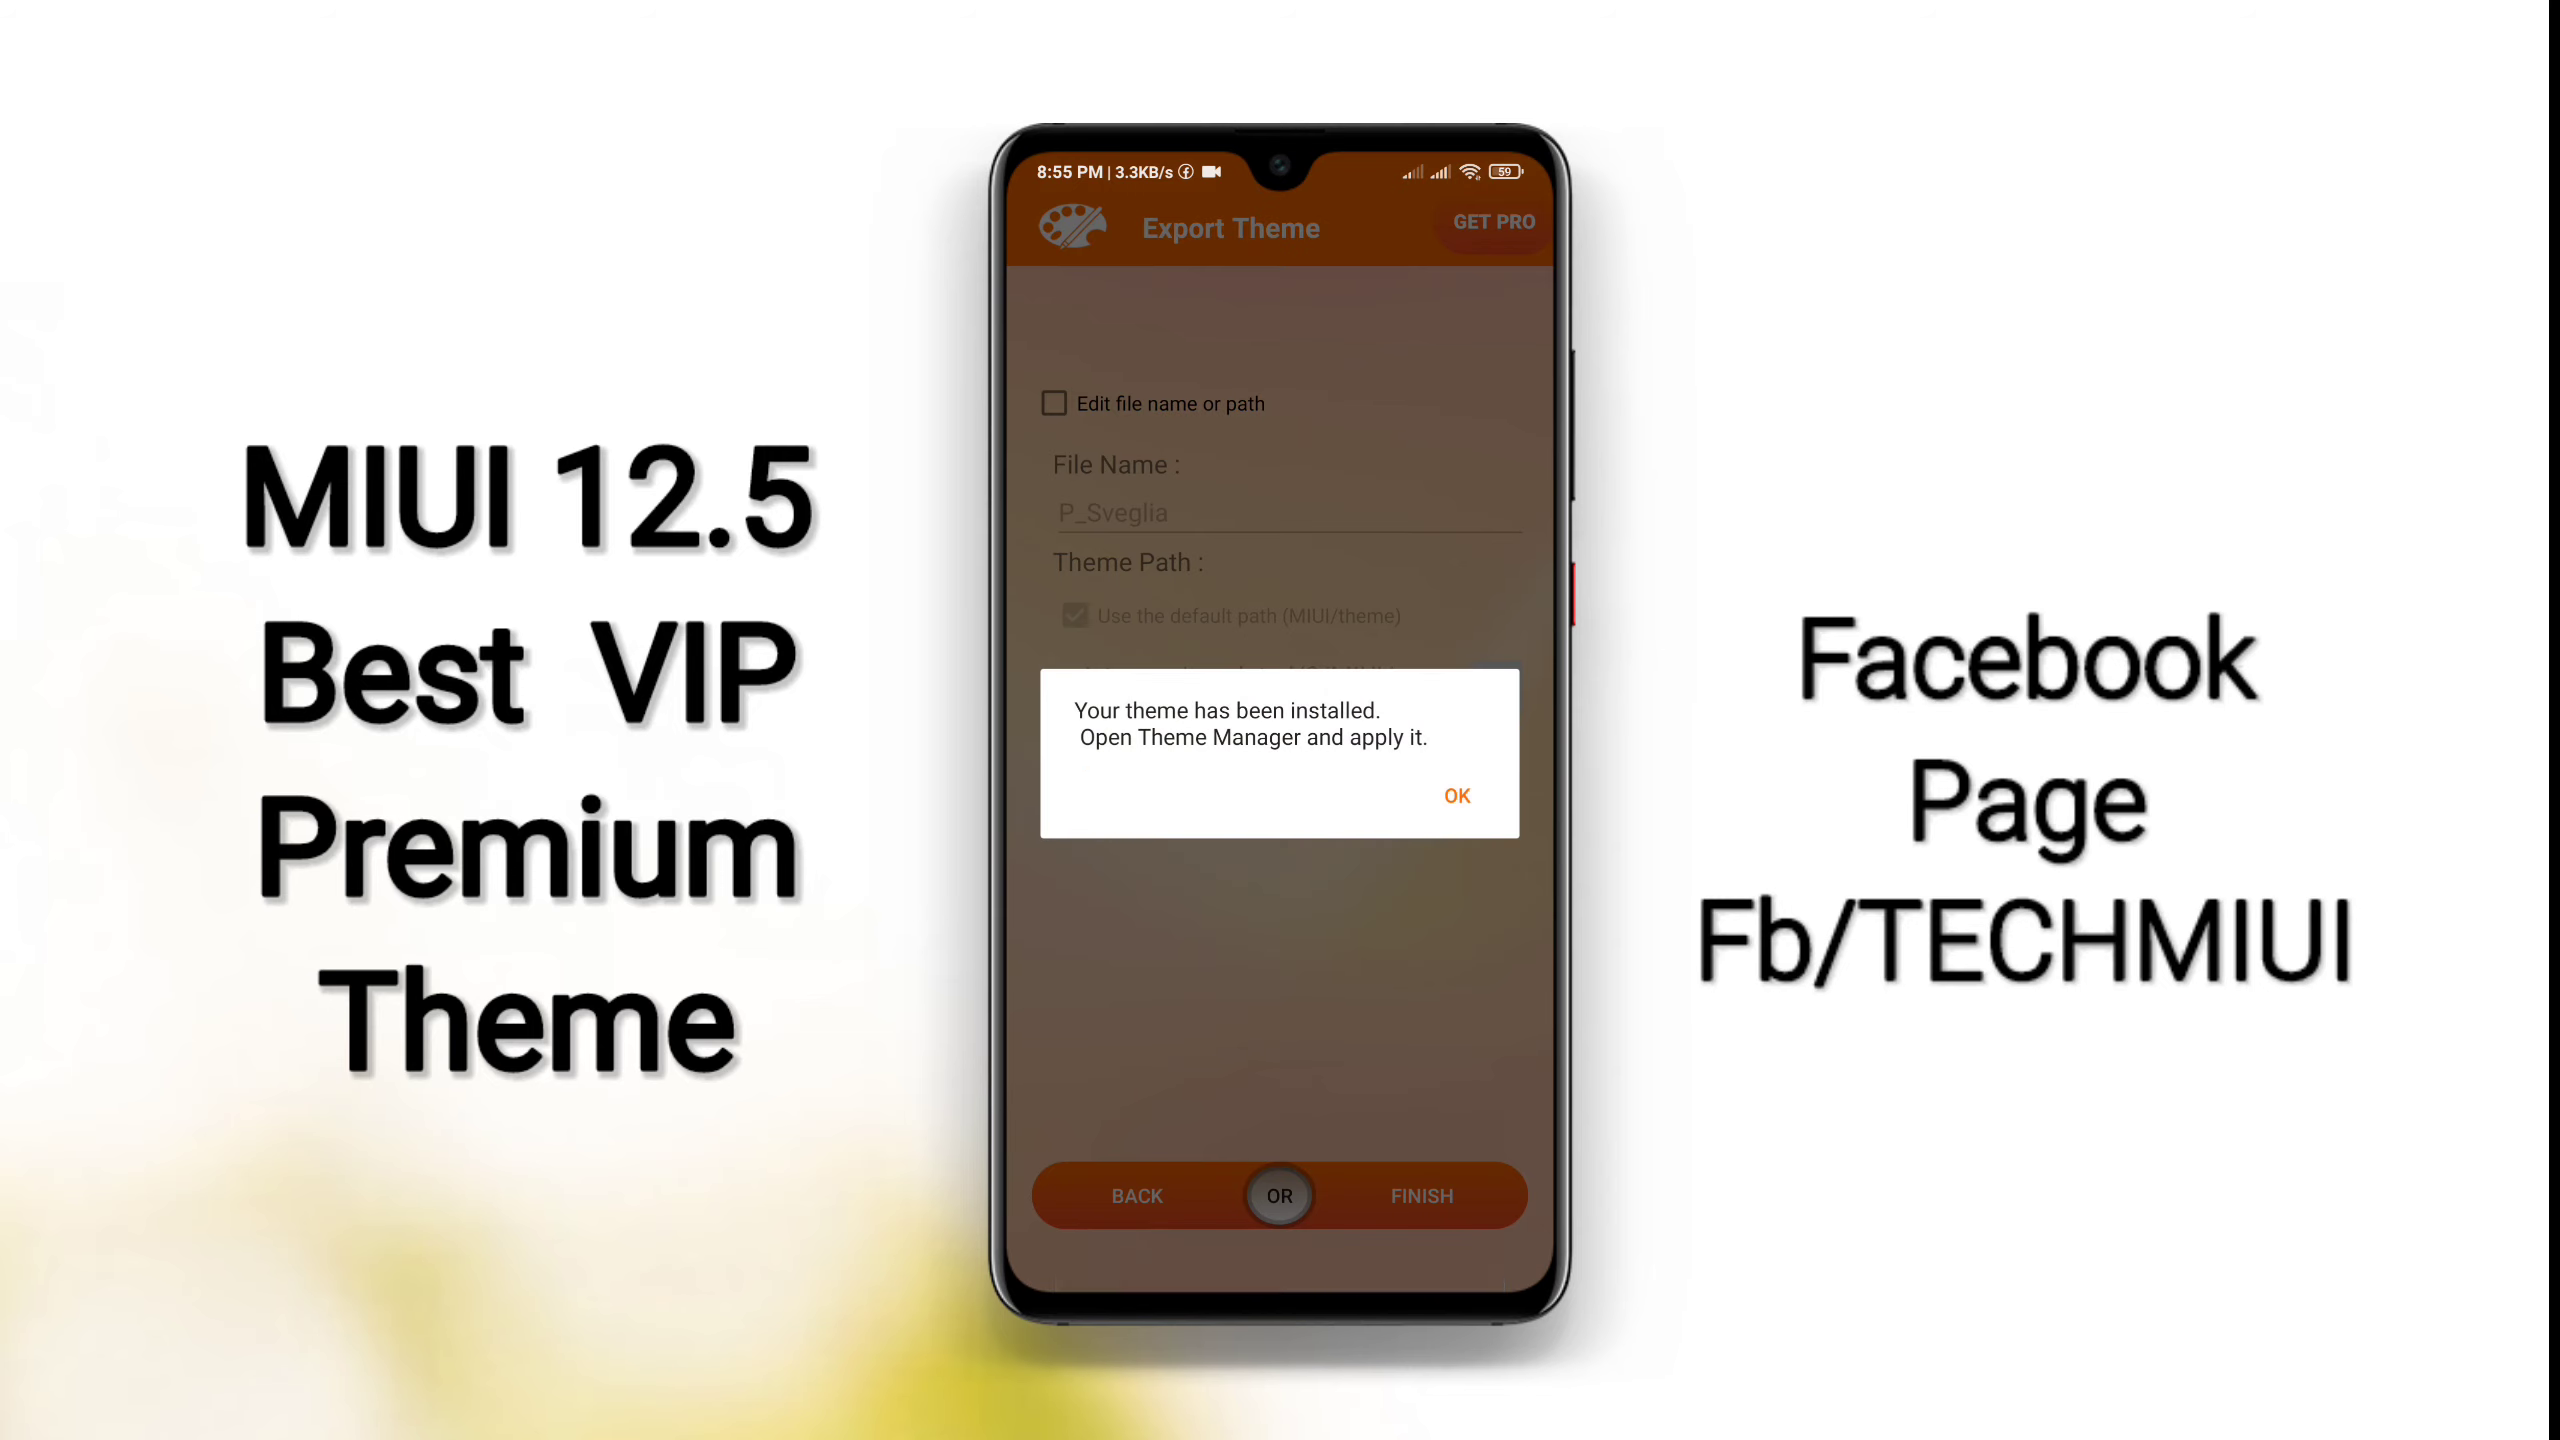 MIUI 12.5
Best VIP
Premium
Theme
8:55 PM | 3.3KB/s
59
Export Theme
GET PRO
Edit file name or path
File Name :
P_Sveglia
Theme Path :
Use the default path (MIUI/theme)
Your theme has been installed.
Open Theme Manager and apply it.
OK
BACK
OR
FINISH
Facebook
Page
Fb/TECHMIUI